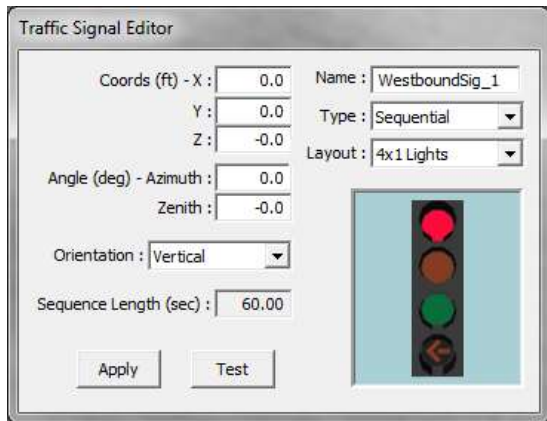 Traffic Signal Editor
Coords (ft) - X : 0.0
Y : 0.0
Z : -0.0
Angle (deg) - Azimuth : 0.0
Zenith : -0.0
Orientation : Vertical
Sequence Length (sec) : 60.00
Apply
Test
Name : WestboundSig_1
Type : Sequential
Layout : 4x1 Lights